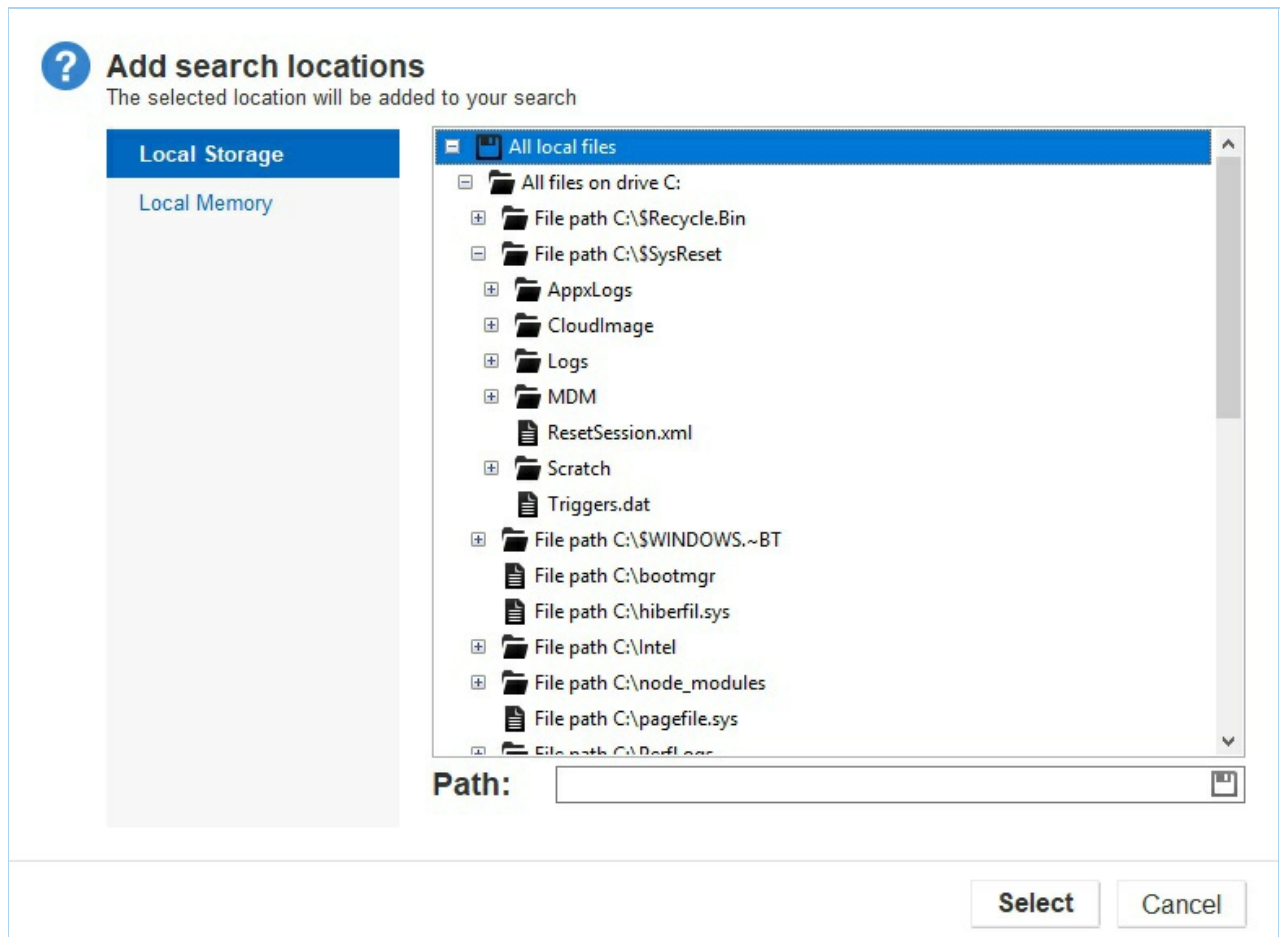 Add search locations
The selected location will be added to your search
Local Storage
Local Memory
All local files
All files on drive C:
File path C:\$Recycle.Bin
File path C:\$SysReset
AppxLogs
CloudImage
Logs
MDM
ResetSession.xml
Scratch
Triggers.dat
File path C:\$WINDOWS.~BT
File path C:\bootmgr
File path C:\hiberfil.sys
File path C:\Intel
File path C:\node_modules
File path C:\pagefile.sys
File path C:\PerfLogs
Path:
Select
Cancel